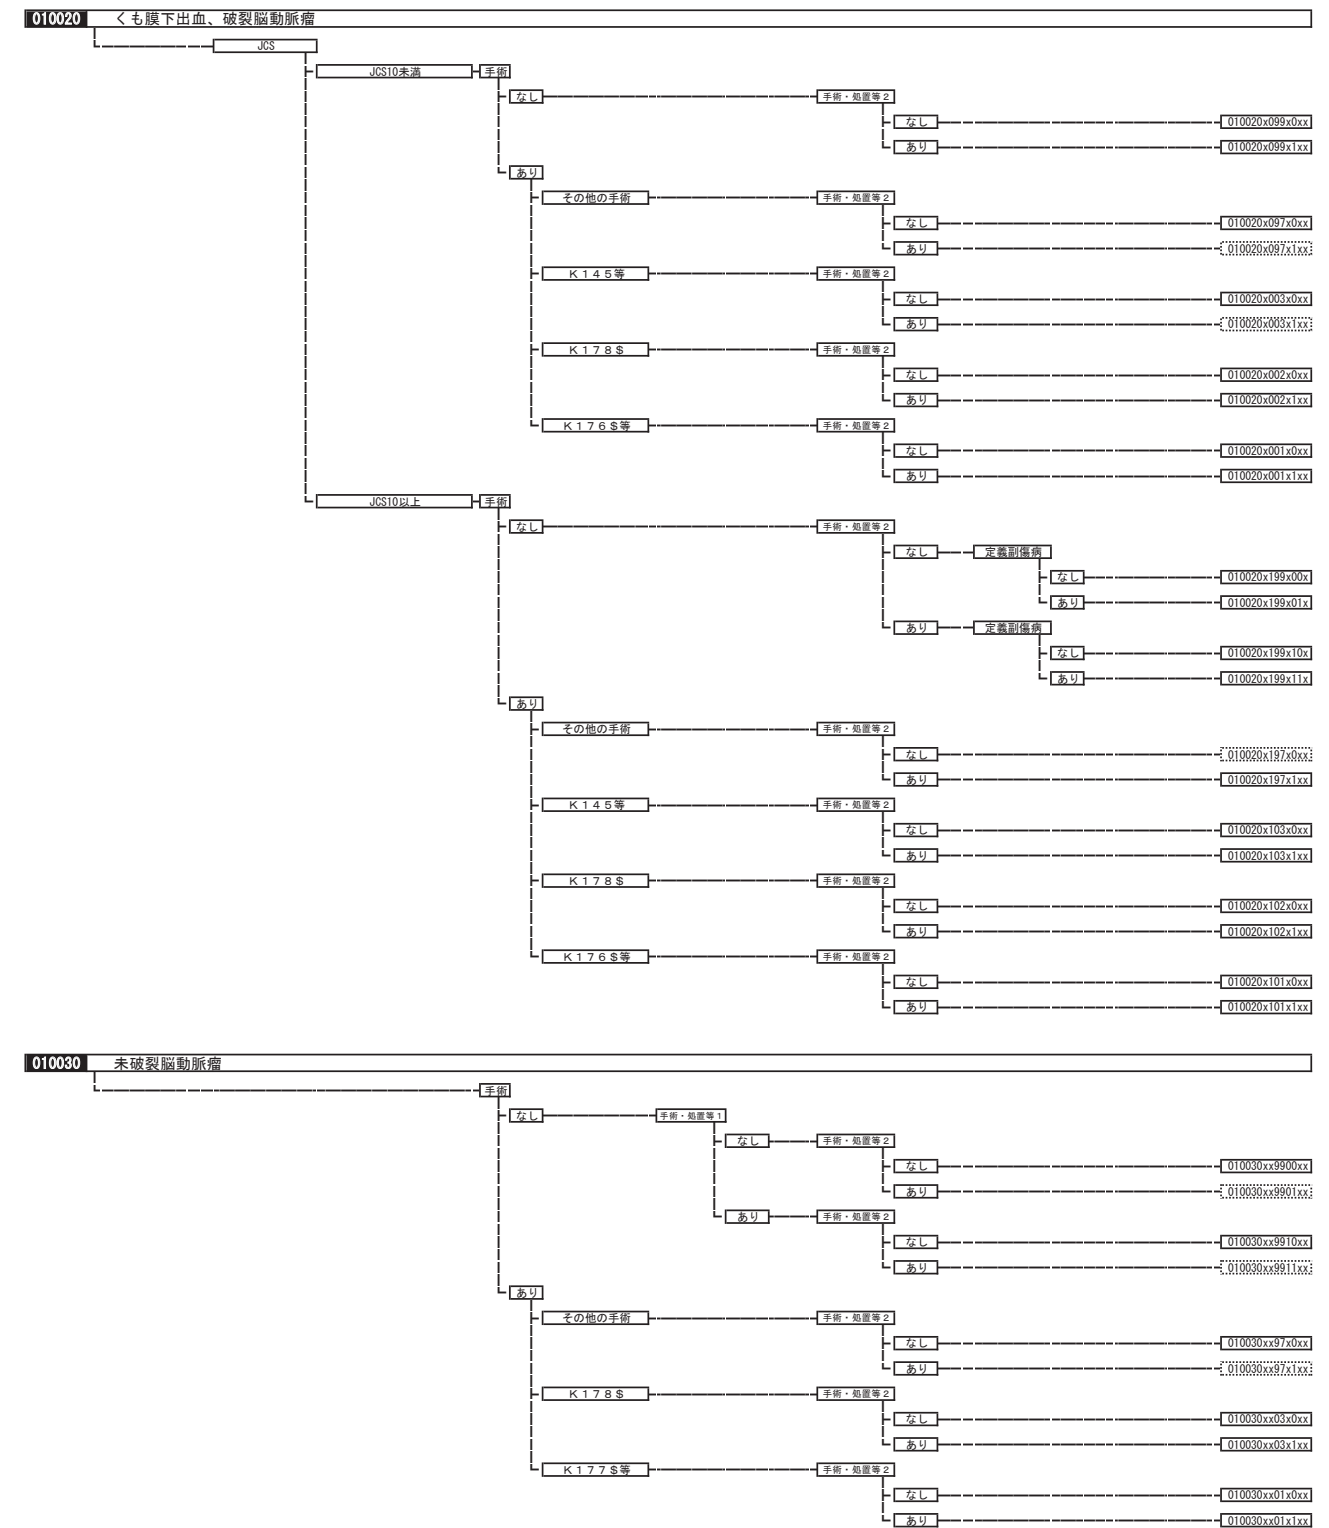 010020 くも膜下出血、破裂脳動脈瘤
JCS
JCS10未満 手術
なし 手術・処置等2
なし 010020x099x0xx
あり 010020x099x1xx
あり
その他の手術 手術・処置等2
なし 010020x097x0xx
あり 010020x097x1xx
K145等 手術・処置等2
なし 010020x003x0xx
あり 010020x003x1xx
K178$ 手術・処置等2
なし 010020x002x0xx
あり 010020x002x1xx
K176$等 手術・処置等2
なし 010020x001x0xx
あり 010020x001x1xx
JCS10以上 手術
なし 手術・処置等2
なし 定義副傷病
なし 010020x199x00x
あり 010020x199x01x
あり 定義副傷病
なし 010020x199x10x
あり 010020x199x11x
あり
その他の手術 手術・処置等2
なし 010020x197x0xx
あり 010020x197x1xx
K145等 手術・処置等2
なし 010020x103x0xx
あり 010020x103x1xx
K178$ 手術・処置等2
なし 010020x102x0xx
あり 010020x102x1xx
K176$等 手術・処置等2
なし 010020x101x0xx
あり 010020x101x1xx
010030 未破裂脳動脈瘤
手術
なし 手術・処置等1
なし 手術・処置等2
なし 010030xx9900xx
あり 010030xx9901xx
あり 手術・処置等2
なし 010030xx9910xx
あり 010030xx9911xx
あり
その他の手術 手術・処置等2
なし 010030xx97x0xx
あり 010030xx97x1xx
K178$ 手術・処置等2
なし 010030xx03x0xx
あり 010030xx03x1xx
K177$等 手術・処置等2
なし 010030xx01x0xx
あり 010030xx01x1xx